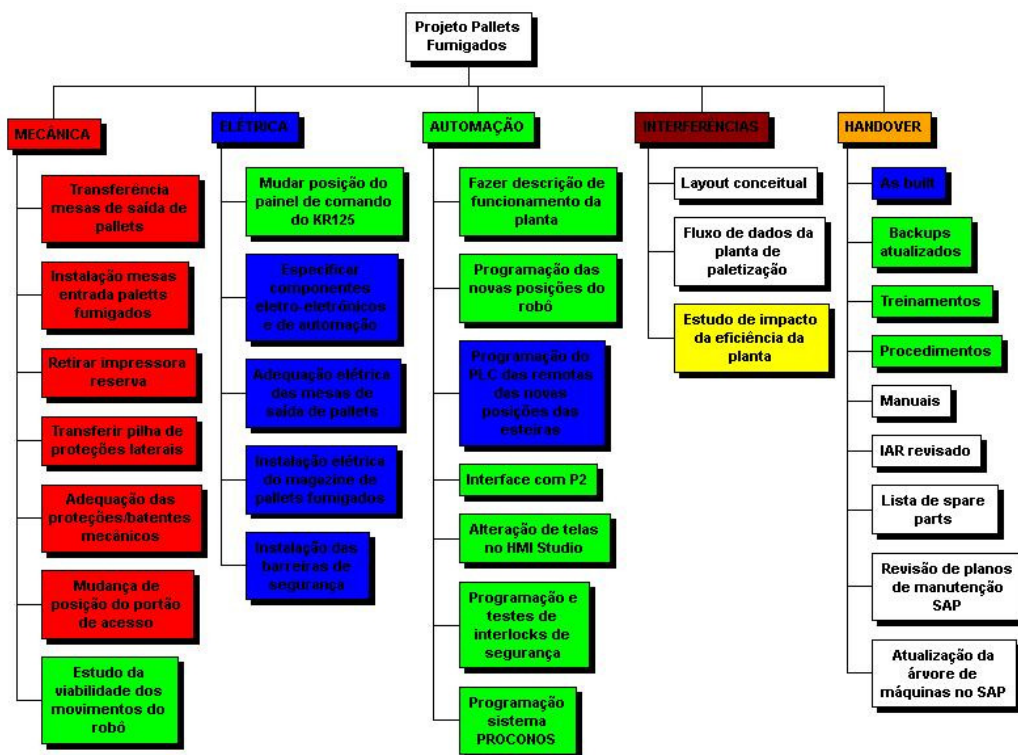 Projeto Pallets
Fumigados
MECÂNICA
Transferência
mesas de saída de
pallets
Instalação mesas
entrada paletts
fumigados
Retirar impressora
reserva
Transferir pilha de
proteções laterais
Adequação das
proteções/batentes
mecânicos
Mudança de
posição do portão
de acesso
Estudo da
viabilidade dos
movimentos do
robô
ELÉTRICA
Mudar posição do
painel de comando
do KR125
Especificar
componentes
eletro-eletrônicos
e de automação
Adequação elétrica
das mesas de
saída de pallets
Instalação elétrica
do magazine de
pallets fumigados
Instalação das
barreiras de
segurança
AUTOMAÇÃO
Fazer descrição de
funcionamento da
planta
Programação das
novas posições do
robô
Programação do
PLC das remotas
das novas
posições das
esteiras
Interface com P2
Alteração de telas
no HMI Studio
Programação e
testes de
interlocks de
segurança
Programação
sistema
PROCONOS
INTERFERÊNCIAS
Layout conceitual
Fluxo de dados da
planta de
paletização
Estudo de impacto
da eficiência da
planta
HANDOVER
As built
Backups
atualizados
Treinamentos
Procedimentos
Manuais
IAR revisado
Lista de spare
parts
Revisão de planos
de manutenção
SAP
Atualização da
árvore de
máquinas no SAP